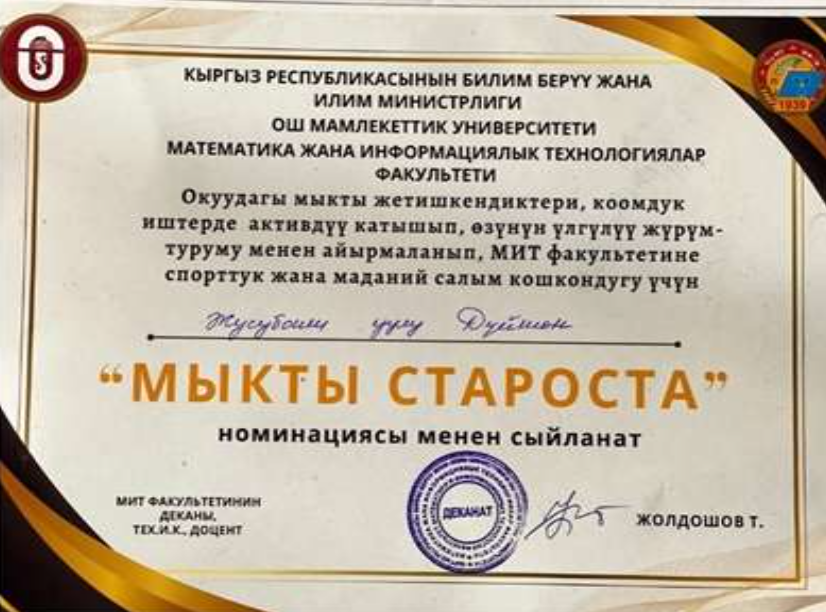 КЫРГЫЗ РЕСПУБЛИКАСЫНЫН БИЛИМ БЕРҮҮ ЖАНА
ИЛИМ МИНИСТРЛИГИ
ОШ МАМЛЕКЕТТИК УНИВЕРСИТЕТИ
МАТЕМАТИКА ЖАНА ИНФОРМАЦИЯЛЫК ТЕХНОЛОГИЯЛАР
ФАКУЛЬТЕТИ
Окуудагы мыкты жетишкендиктери, коомдук
иштерде активдүү катышып, өзүнүн үлгүлүү жүрүм-
туруму менен айырмаланып, МИТ факультетине
спорттук жана маданий салым кошкондугу үчүн
уулу
“МЫКТЫ СТАРОСТА”
номинациясы менен сыйланат
МИТ ФАКУЛЬТЕТИНИН
ДЕКАНЫ,
ТЕХ.И.К., ДОЦЕНТ
ДЕКАНАТ
ЖОЛДОШОВ Т.
1939